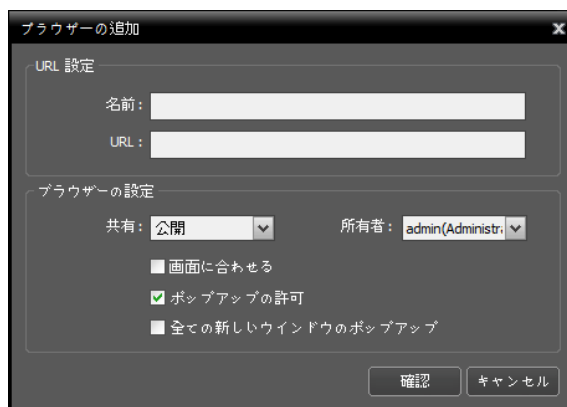 ブラウザーの追加
URL 設定
名前:
URL :
ブラウザーの設定
共有: 公開 所有者: admin(Administr
画面に合わせる
ポップアップの許可
全ての新しいウインドウのポップアップ
確認 キャンセル